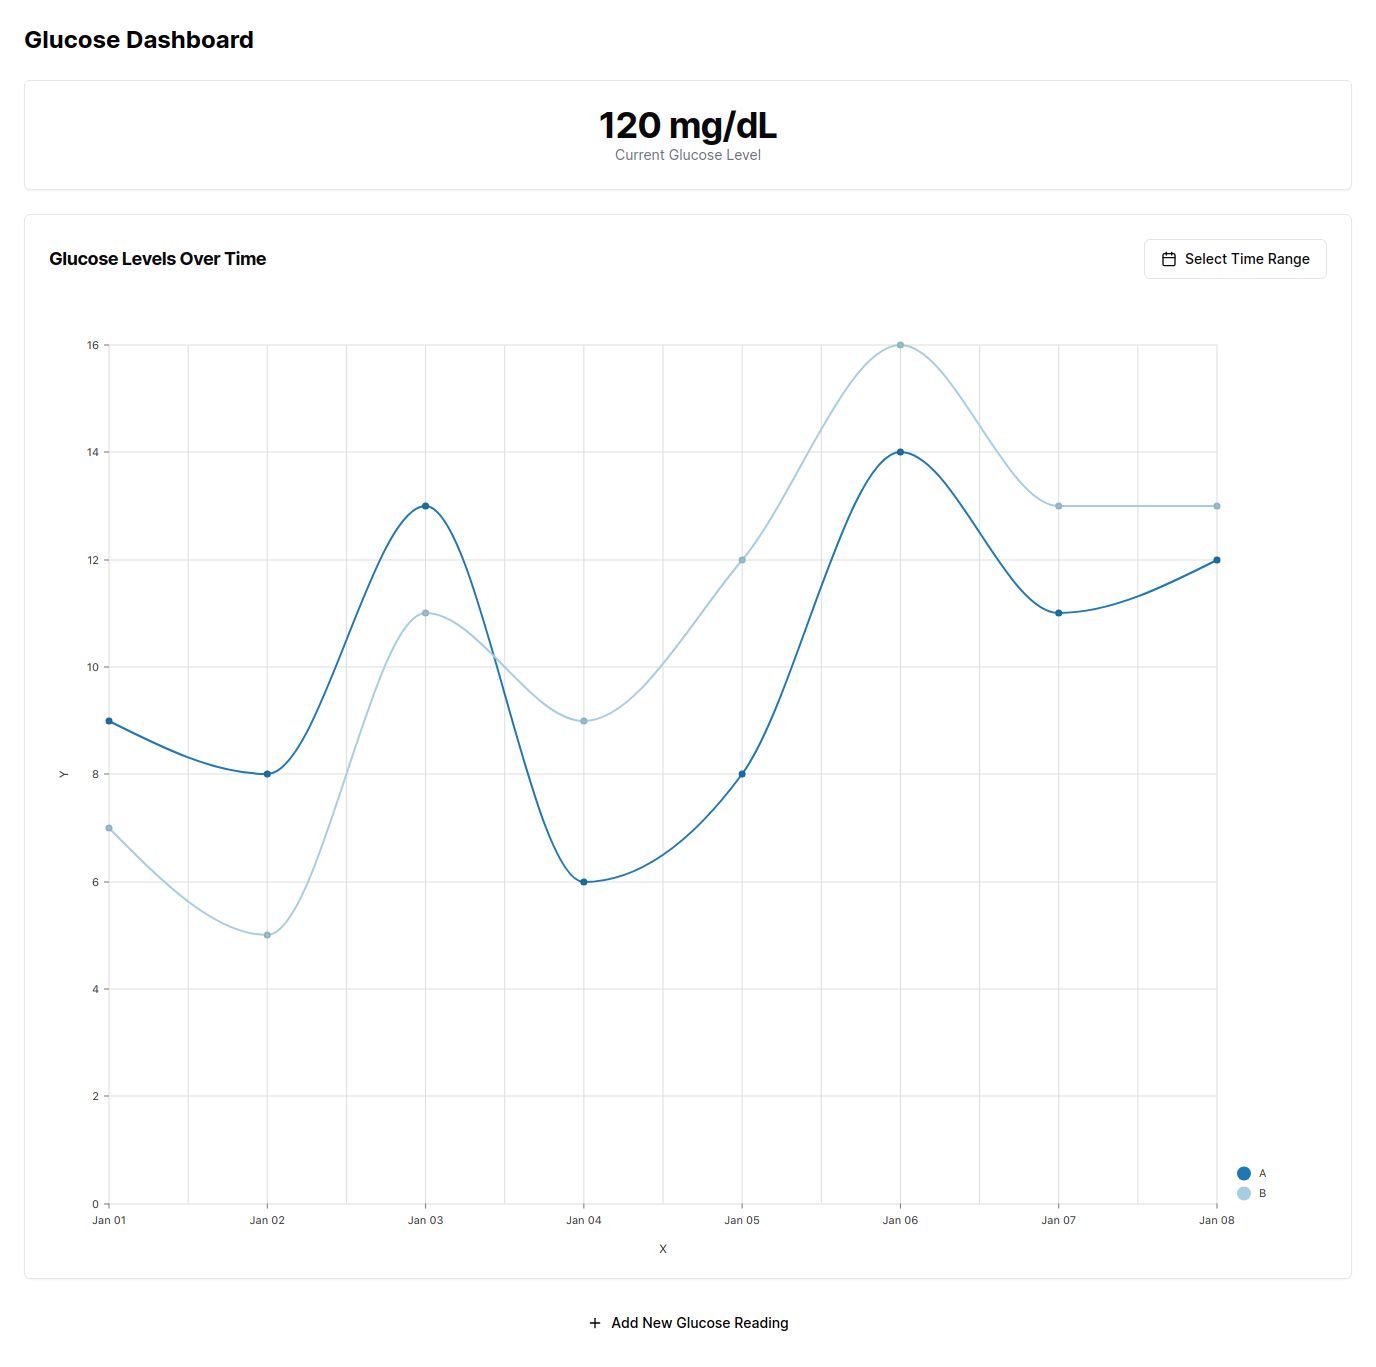 Glucose Dashboard
120 mg/dL
Current Glucose Level
Glucose Levels Over Time
Select Time Range
16
14
12
10
8
6
4
2
0
Y
Jan 01 Jan 02 Jan 03 Jan 04 Jan 05 Jan 06 Jan 07 Jan 08
X
A
B
Add New Glucose Reading